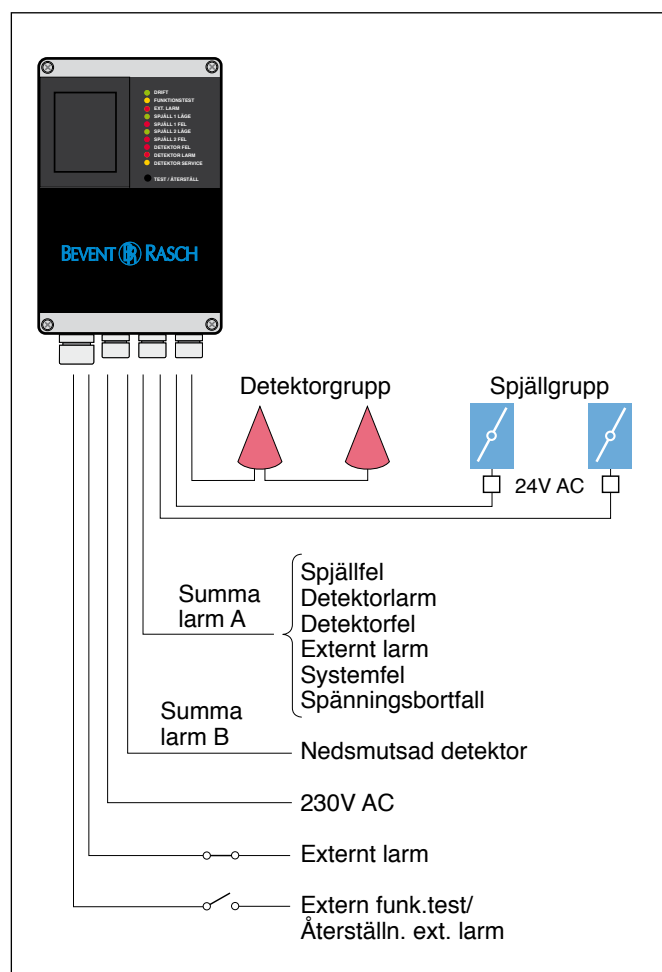 DRIFT
FUNKTIONSTEST
EXT. LARM
SPJÄLL 1 LÄGE
SPJÄLL 1 FEL
SPJÄLL 2 LÄGE
SPJÄLL 2 FEL
DETEKTOR FEL
DETEKTOR LARM
DETEKTOR SERVICE
TEST / ÅTERSTÄLL
BEVENT BR RASCH
Detektorgrupp
Spjällgrupp
24V AC
Summa
larm A
Spjällfel
Detektorlarm
Detektorfel
Externt larm
Systemfel
Spänningsbortfall
Summa
larm B
Nedsmutsad detektor
230V AC
Externt larm
Extern funk.test/
Återställn. ext. larm